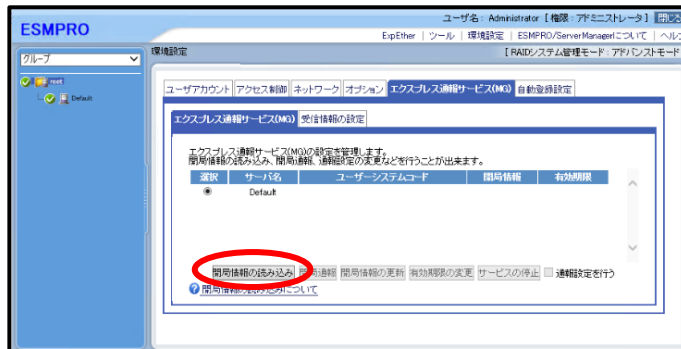 ユーザ名 : Administrator [ 権限 : アドミニストレータ ] 閉じる
ESMPRO
ExpEther | ツール | 環境設定 | ESMPRO/ServerManagerについて | ヘルプ
グループ
環境設定
[ RAIDシステム管理モード : アドバンストモード
root
Default
ユーザアカウント アクセス制御 ネットワーク オプション エクスプレス通報サービス(MG) 自動登録設定
エクスプレス通報サービス(MG) 受信情報の設定
エクスプレス通報サービス(MG)の設定を管理します。
開局情報の読み込み、開局通報、通報設定の変更などを行うことが出来ます。
選択 サーバ名 ユーザーシステムコード 開局情報 有効期限
Default
開局情報の読み込み 開局通報 開局情報の更新 有効期限の変更 サービスの停止 通報設定を行う
開局情報の読み込みについて